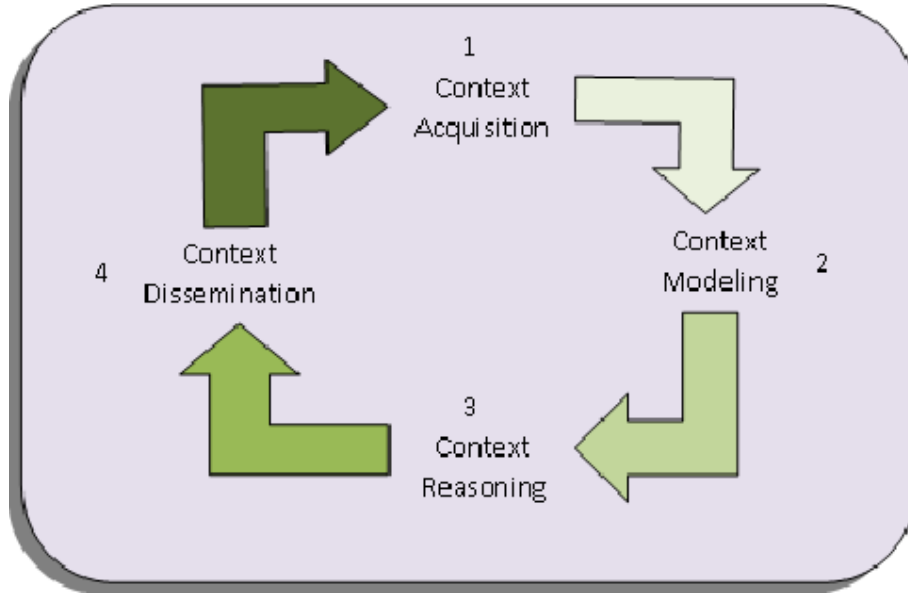 1
Context
Acquisition
Context
Modeling
2
3
Context
Reasoning
4
Context
Dissemination